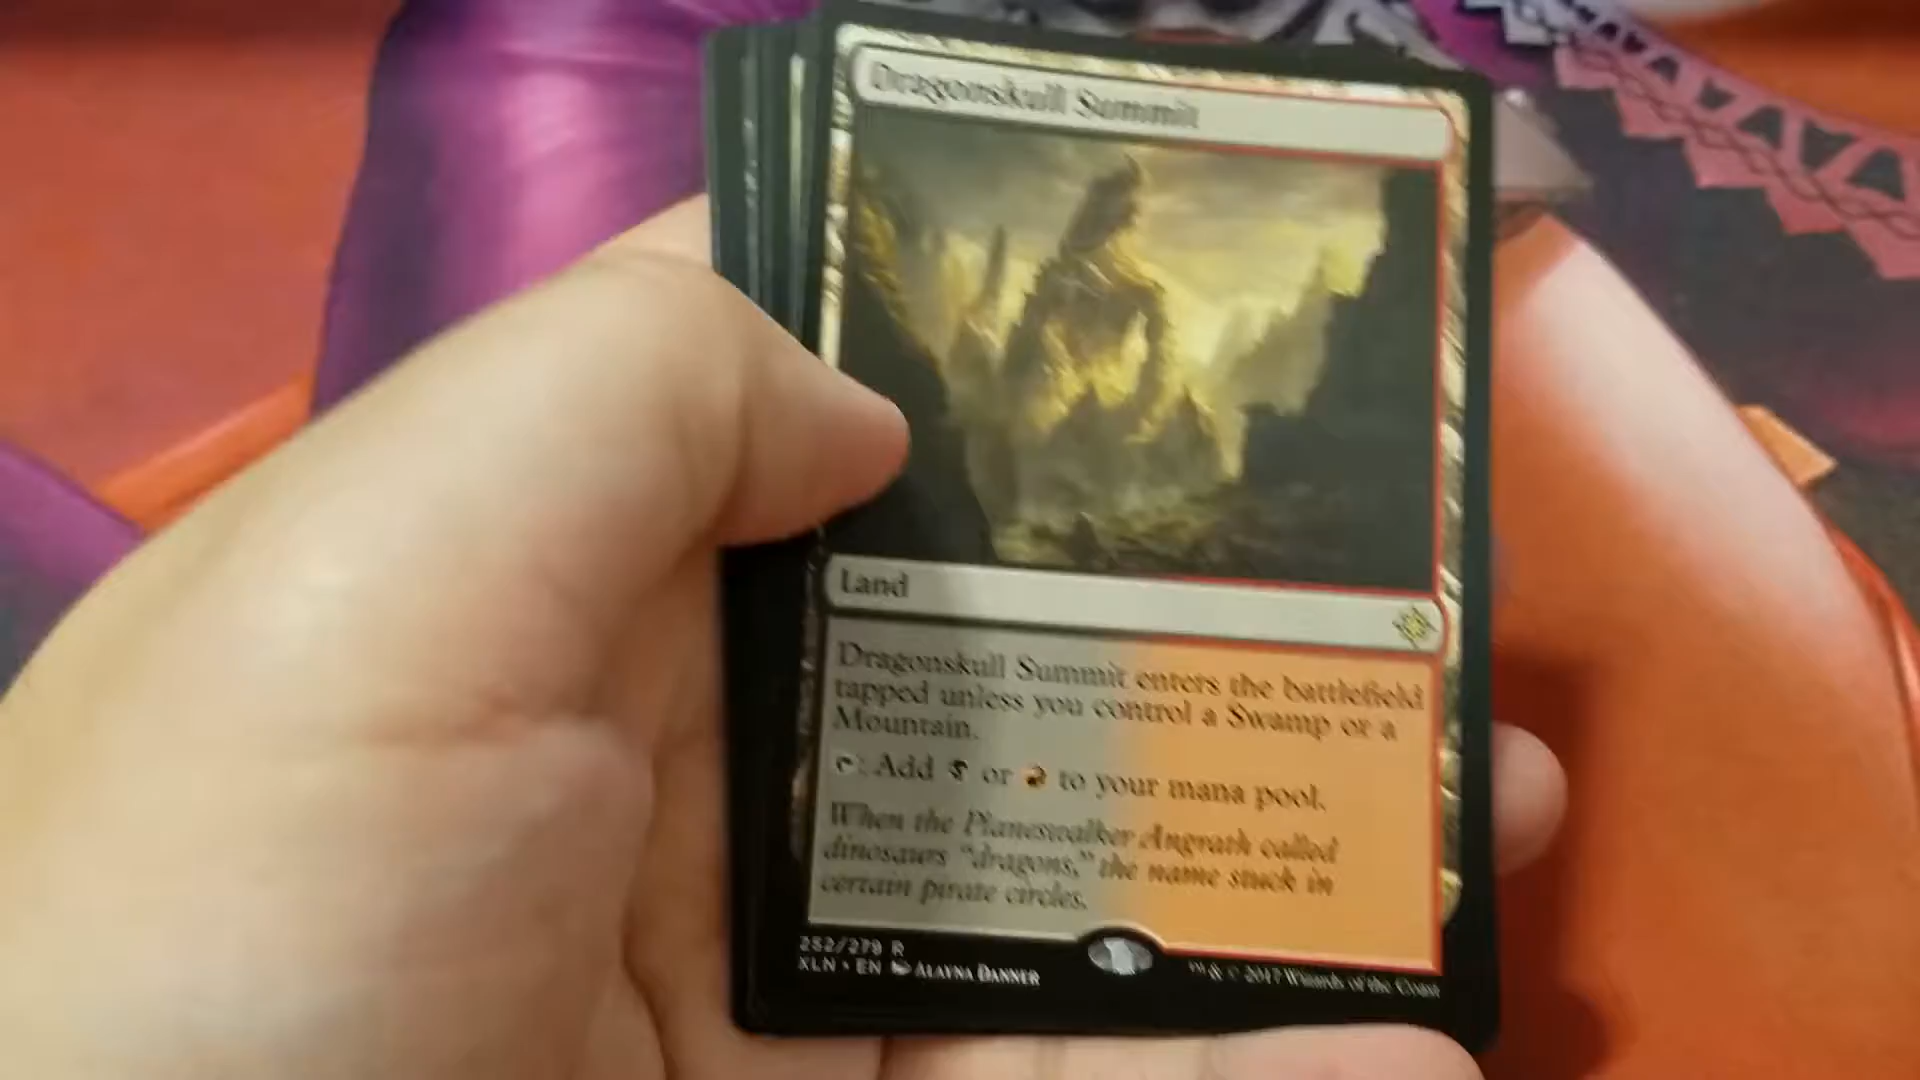 Dragonskull Summit
Land
Dragonskull Summit enters the battlefield
tapped unless you control a Swamp or a
Mountain.
: Add or to your mana pool.
When the Planeswalker Angrath called
dinosaurs “dragons,” the name stuck in
certain pirate circles.
252/279 R
XLN • EN ALAYNA DANNER
™ & © 2017 Wizards of the Coast